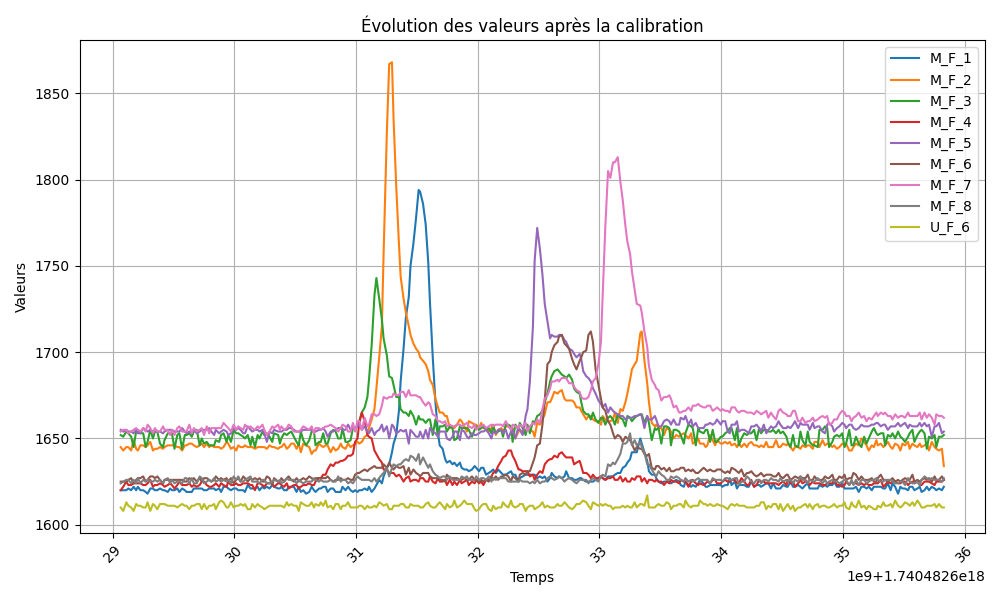 Évolution des valeurs après la calibration
M_F_1
M_F_2
M_F_3
M_F_4
M_F_5
M_F_6
M_F_7
M_F_8
U_F_6
1850
1800
1750
1700
1650
1600
Valeurs
29 30 31 32 33 34 35 36
Temps
1e9+1.7404826e18